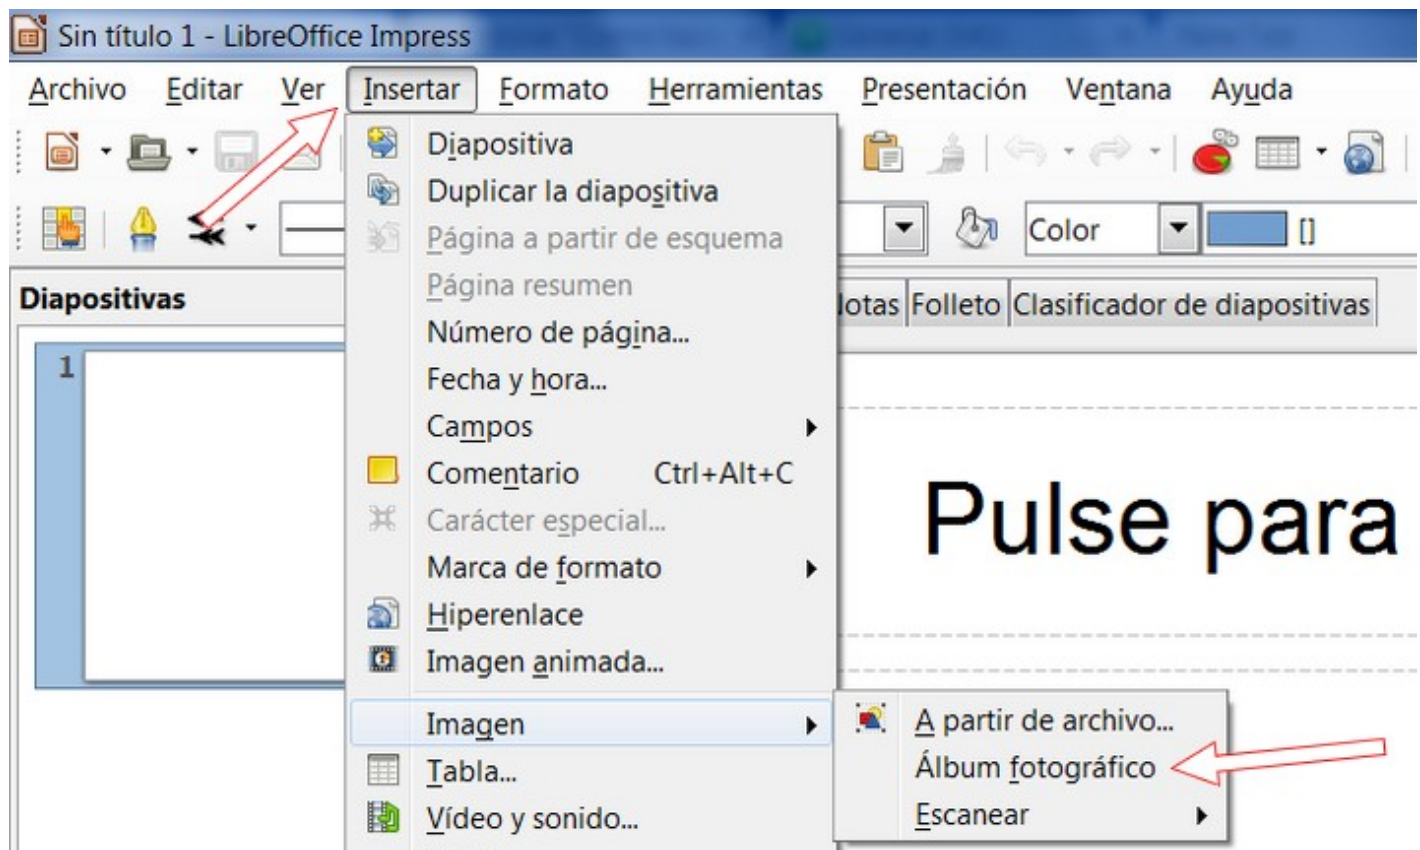 Sin título 1 - LibreOffice Impress
Archivo Editar Ver Insertar Formato Herramientas Presentación Ventana Ayuda
Diapositiva
Duplicar la diapositiva
Página a partir de esquema
Color []
Página resumen
Diapositivas
Folleto Clasificador de diapositivas
Número de página...
1
Fecha y hora...
Campos
Comentario Ctrl+Alt+C
Carácter especial...
Pulse para
Marca de formato
Hiperenlace
Imagen animada...
Imagen
A partir de archivo...
Tabla...
Álbum fotográfico
Vídeo y sonido...
Escanear